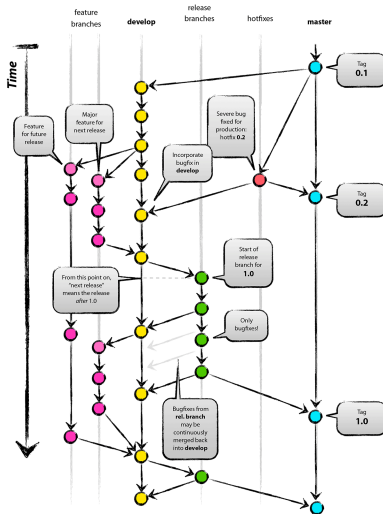 feature
branches
develop
release
branches
hotfixes
master
Time
Tag
0.1
Major
feature for
next release
Feature
for future
release
Severe bug
fixed for
production:
hotfix 0.2
Incorporate
bugfix in
develop
Tag
0.2
Start of
release
branch for
1.0
From this point on,
"next release"
means the release
after 1.0
Only
bugfixes!
Bugfixes from
rel. branch
may be
continuously
merged back
into develop
Tag
1.0